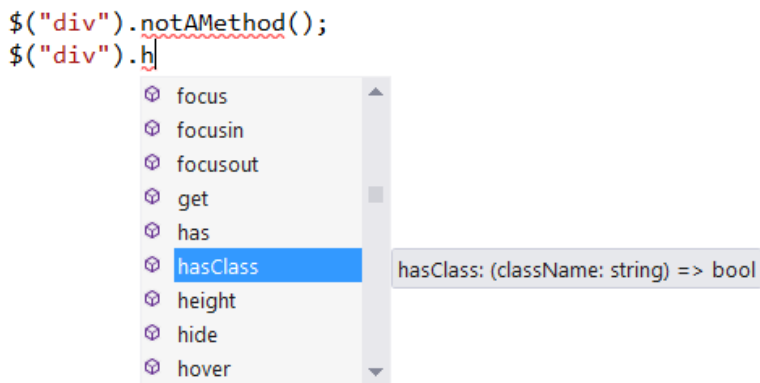 $("div").notAMethod();
$("div").h
focus
focusin
focusout
get
has
hasClass
hasClass: (className: string) => bool
height
hide
hover